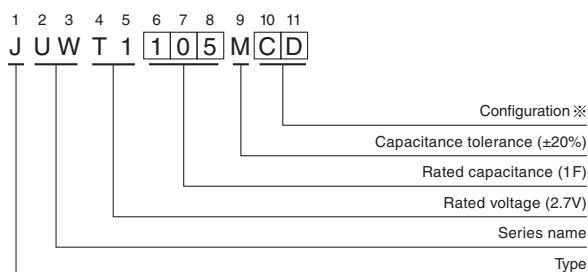 1 2 3 4 5 6 7 8 9 10 11
J U W T 1 1 0 5 M C D
Configuration ※
Capacitance tolerance (±20%)
Rated capacitance (1F)
Rated voltage (2.7V)
Series name
Type